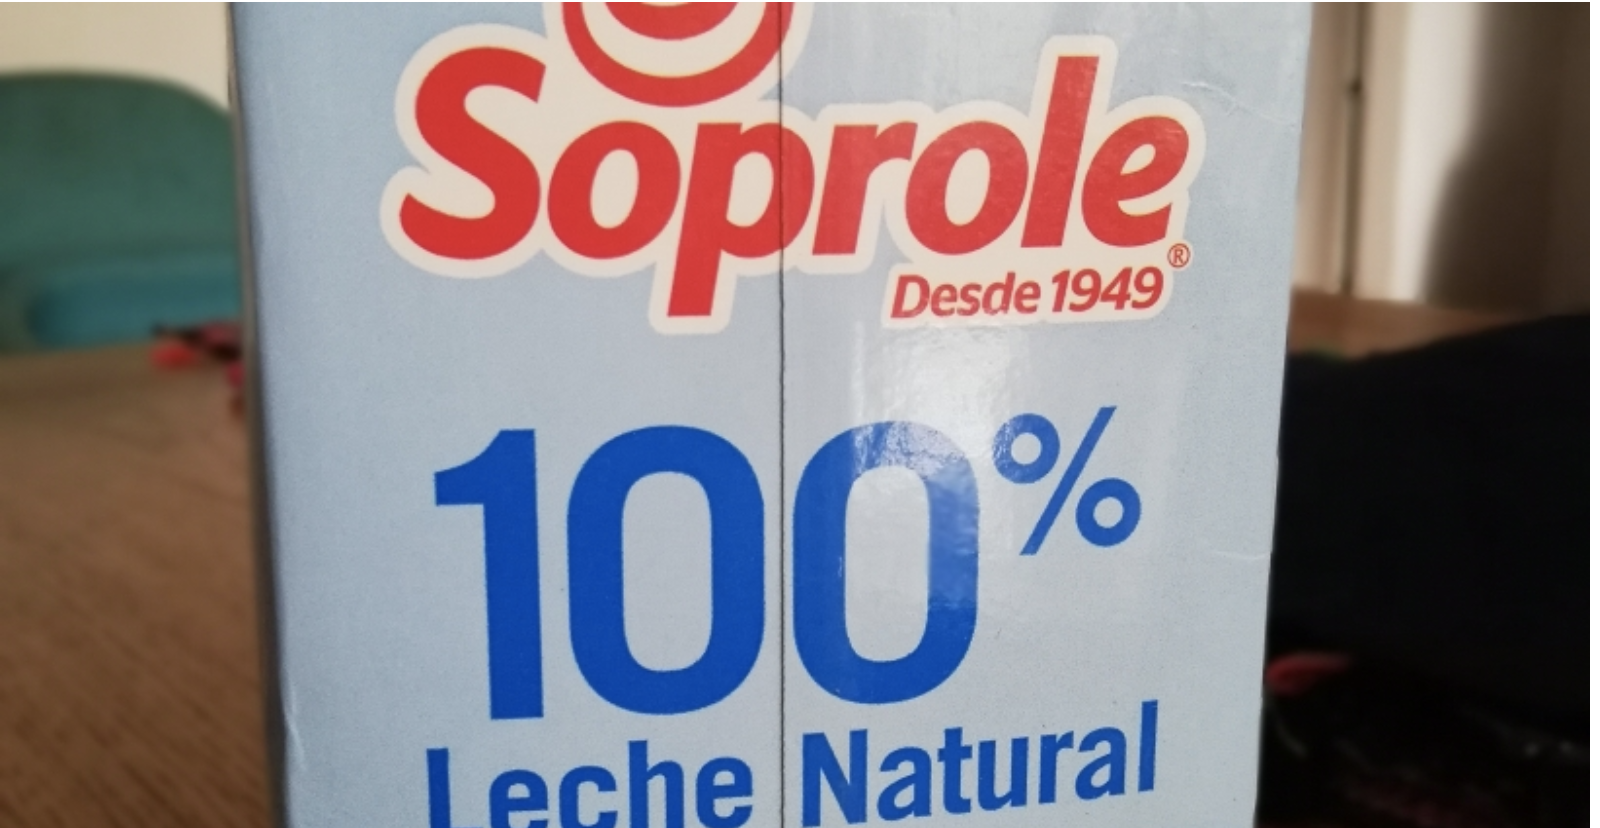 Soprole®
Desde 1949
100%
Leche Natural